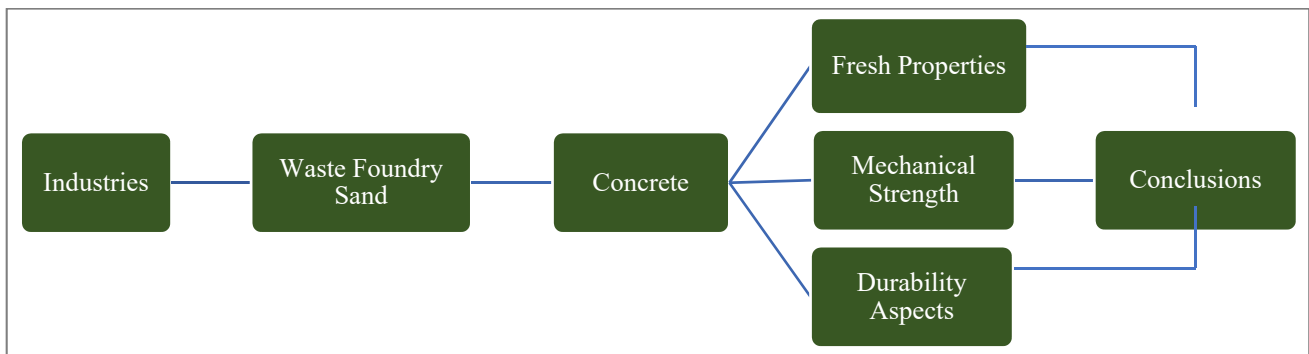 Industries
Waste Foundry
Sand
Concrete
Fresh Properties
Mechanical
Strength
Durability
Aspects
Conclusions